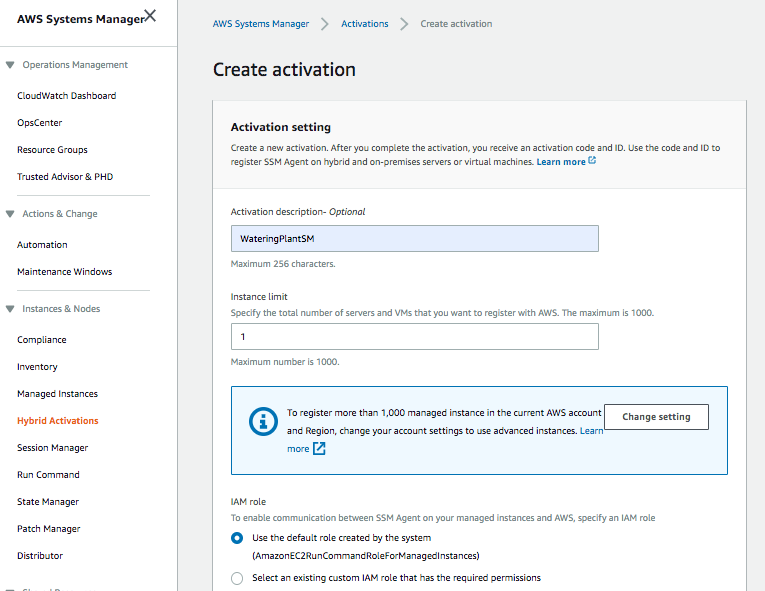 AWS Systems Manager
Operations Management
CloudWatch Dashboard
OpsCenter
Resource Groups
Trusted Advisor & PHD
Actions & Change
Automation
Maintenance Windows
Instances & Nodes
Compliance
Inventory
Managed Instances
Hybrid Activations
Session Manager
Run Command
State Manager
Patch Manager
Distributor
AWS Systems Manager > Activations > Create activation
Create activation
Activation setting
Create a new activation. After you complete the activation, you receive an activation code and ID. Use the code and ID to
register SSM Agent on hybrid and on-premises servers or virtual machines. Learn more
Activation description- Optional
WateringPlantSM
Maximum 256 characters.
Instance limit
Specify the total number of servers and VMs that you want to register with AWS. The maximum is 1000.
1
Maximum number is 1000.
To register more than 1,000 managed instance in the current AWS account
and Region, change your account settings to use advanced instances. Learn
more
Change setting
IAM role
To enable communication between SSM Agent on your managed instances and AWS, specify an IAM role
Use the default role created by the system
(AmazonEC2RunCommandRoleForManagedInstances)
Select an existing custom IAM role that has the required permissions